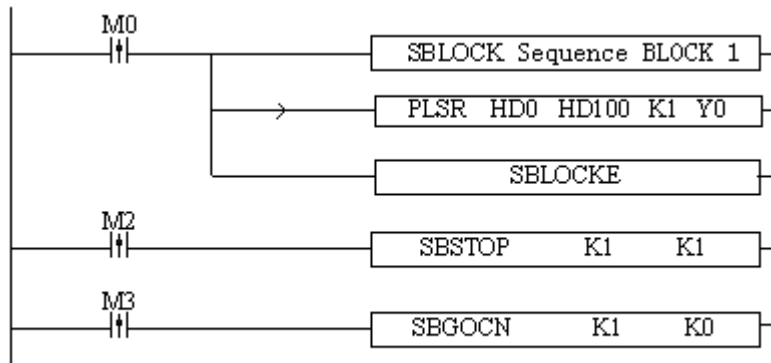 M0
SBLOCK Sequence BLOCK 1
PLSR HD0 HD100 K1 Y0
SBLOCKE
M2
SBSTOP K1 K1
M3
SBGOCN K1 K0